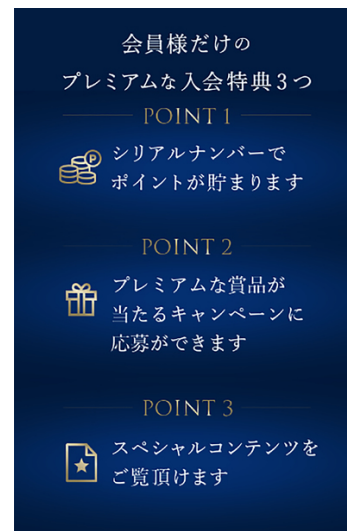 会員様だけの
プレミアムな入会特典3つ
POINT 1
P
シリアルナンバーで
ポイントが貯まります
POINT 2
プレミアムな賞品が
当たるキャンペーンに
応募ができます
POINT 3
スペシャルコンテンツを
ご覧頂けます